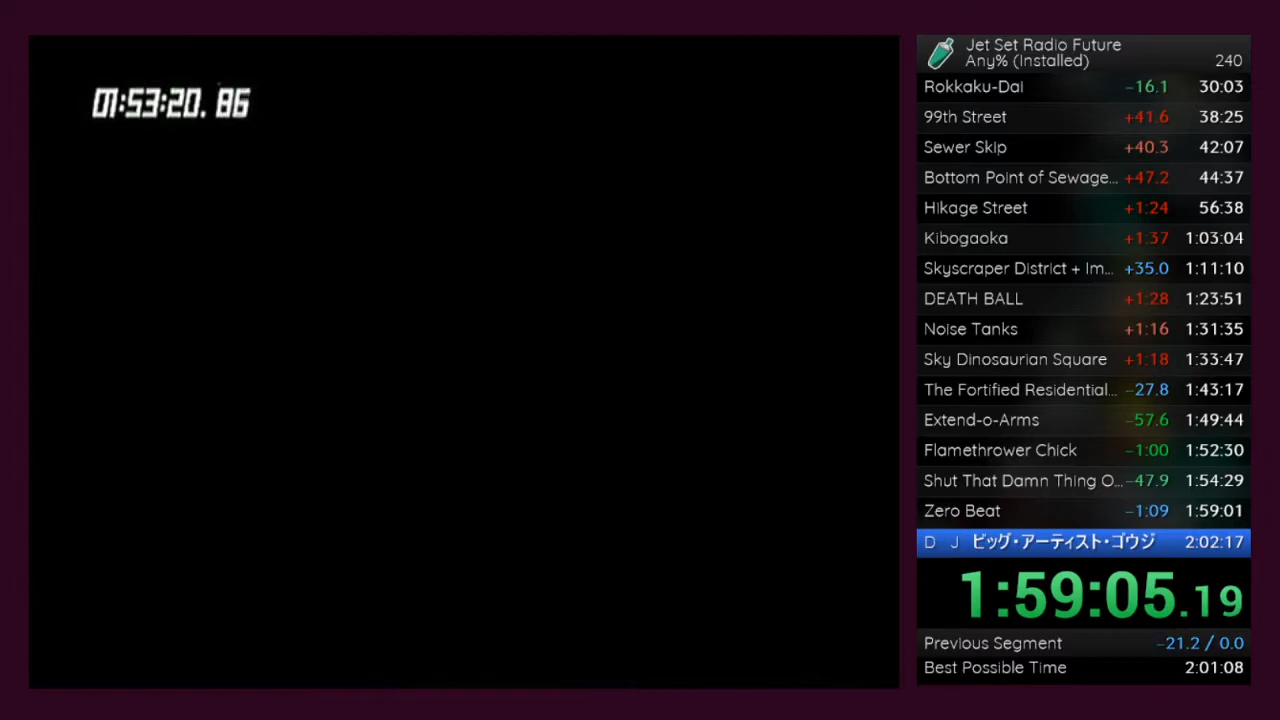 01:53:20. 86
Jet Set Radio Future
Any% (Installed) 240
Rokkaku-Dai -16.1 30:03
99th Street +41.6 38:25
Sewer Skip +40.3 42:07
Bottom Point of Sewage... +47.2 44:37
Hikage Street +1:24 56:38
Kibogaoka +1:37 1:03:04
Skyscraper District + Im... +35.0 1:11:10
DEATH BALL +1:28 1:23:51
Noise Tanks +1:16 1:31:35
Sky Dinosaurian Square +1:18 1:33:47
The Fortified Residential... -27.8 1:43:17
Extend-o-Arms -57.6 1:49:44
Flamethrower Chick -1:00 1:52:30
Shut That Damn Thing O... -47.9 1:54:29
Zero Beat -1:09 1:59:01
D J ビッグ・アーティスト・ゴウジ 2:02:17
1:59:05.19
Previous Segment -21.2 / 0.0
Best Possible Time 2:01:08